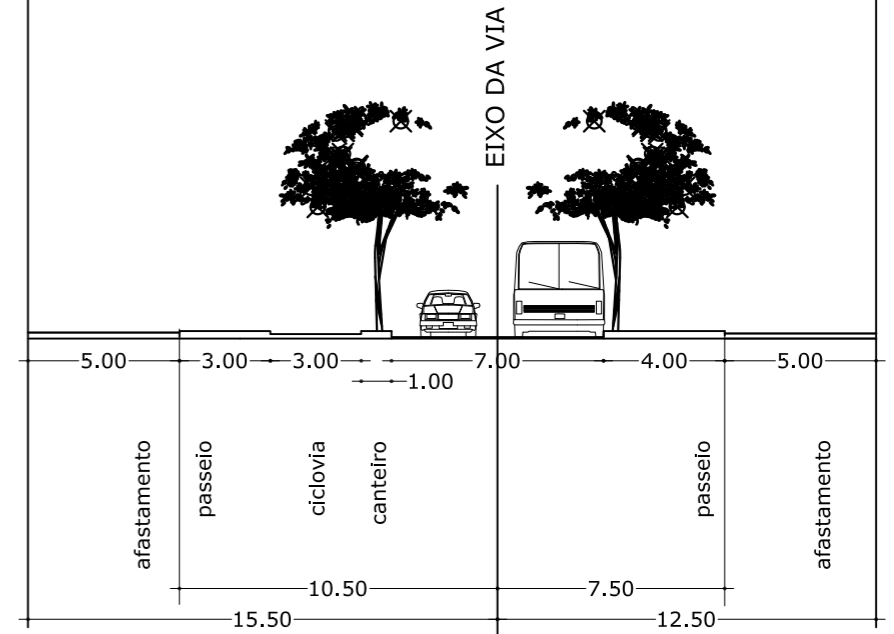 EIXO DA VIA
5.00 3.00 3.00 7.00 4.00 5.00
1.00
afastamento passeio ciclovia canteiro passeio afastamento
10.50 7.50
15.50 12.50